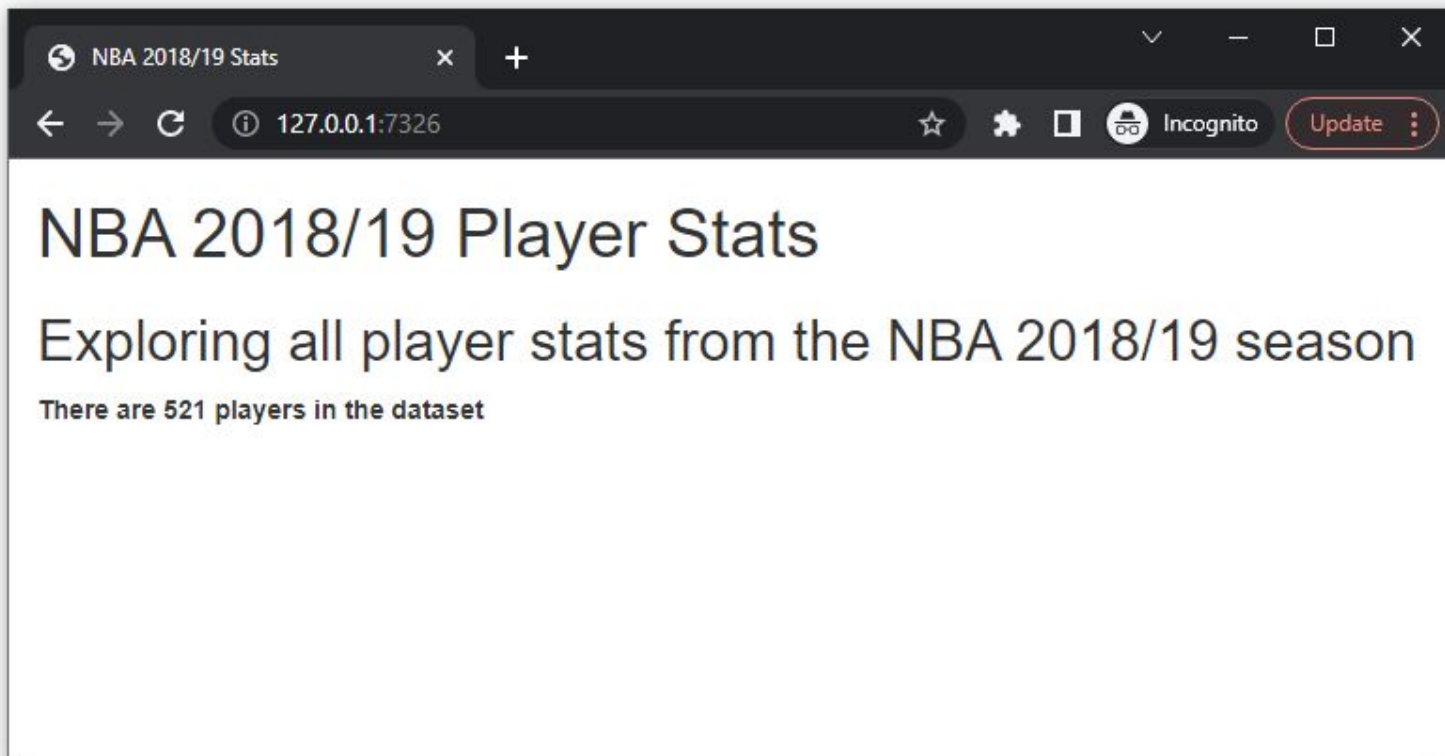 NBA 2018/19 Stats
127.0.0.1:7326
Incognito
Update
NBA 2018/19 Player Stats
Exploring all player stats from the NBA 2018/19 season
There are 521 players in the dataset